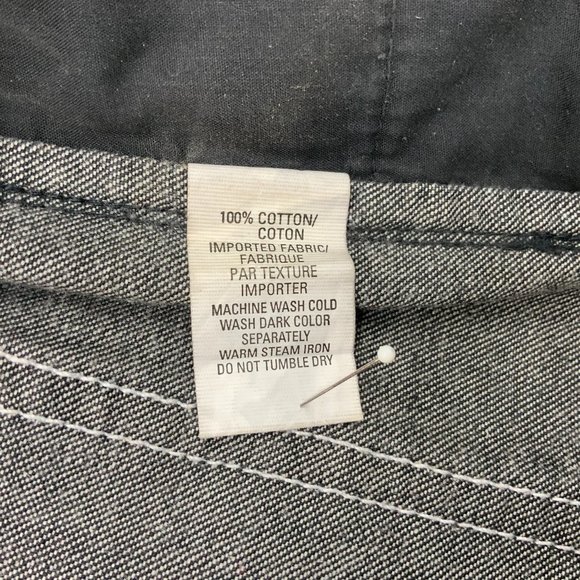 100% COTTON/
COTON
IMPORTED FABRIC/
FABRIQUE
PAR TEXTURE
IMPORTER
MACHINE WASH COLD
WASH DARK COLOR
SEPARATELY
WARM STEAM IRON
DO NOT TUMBLE DRY